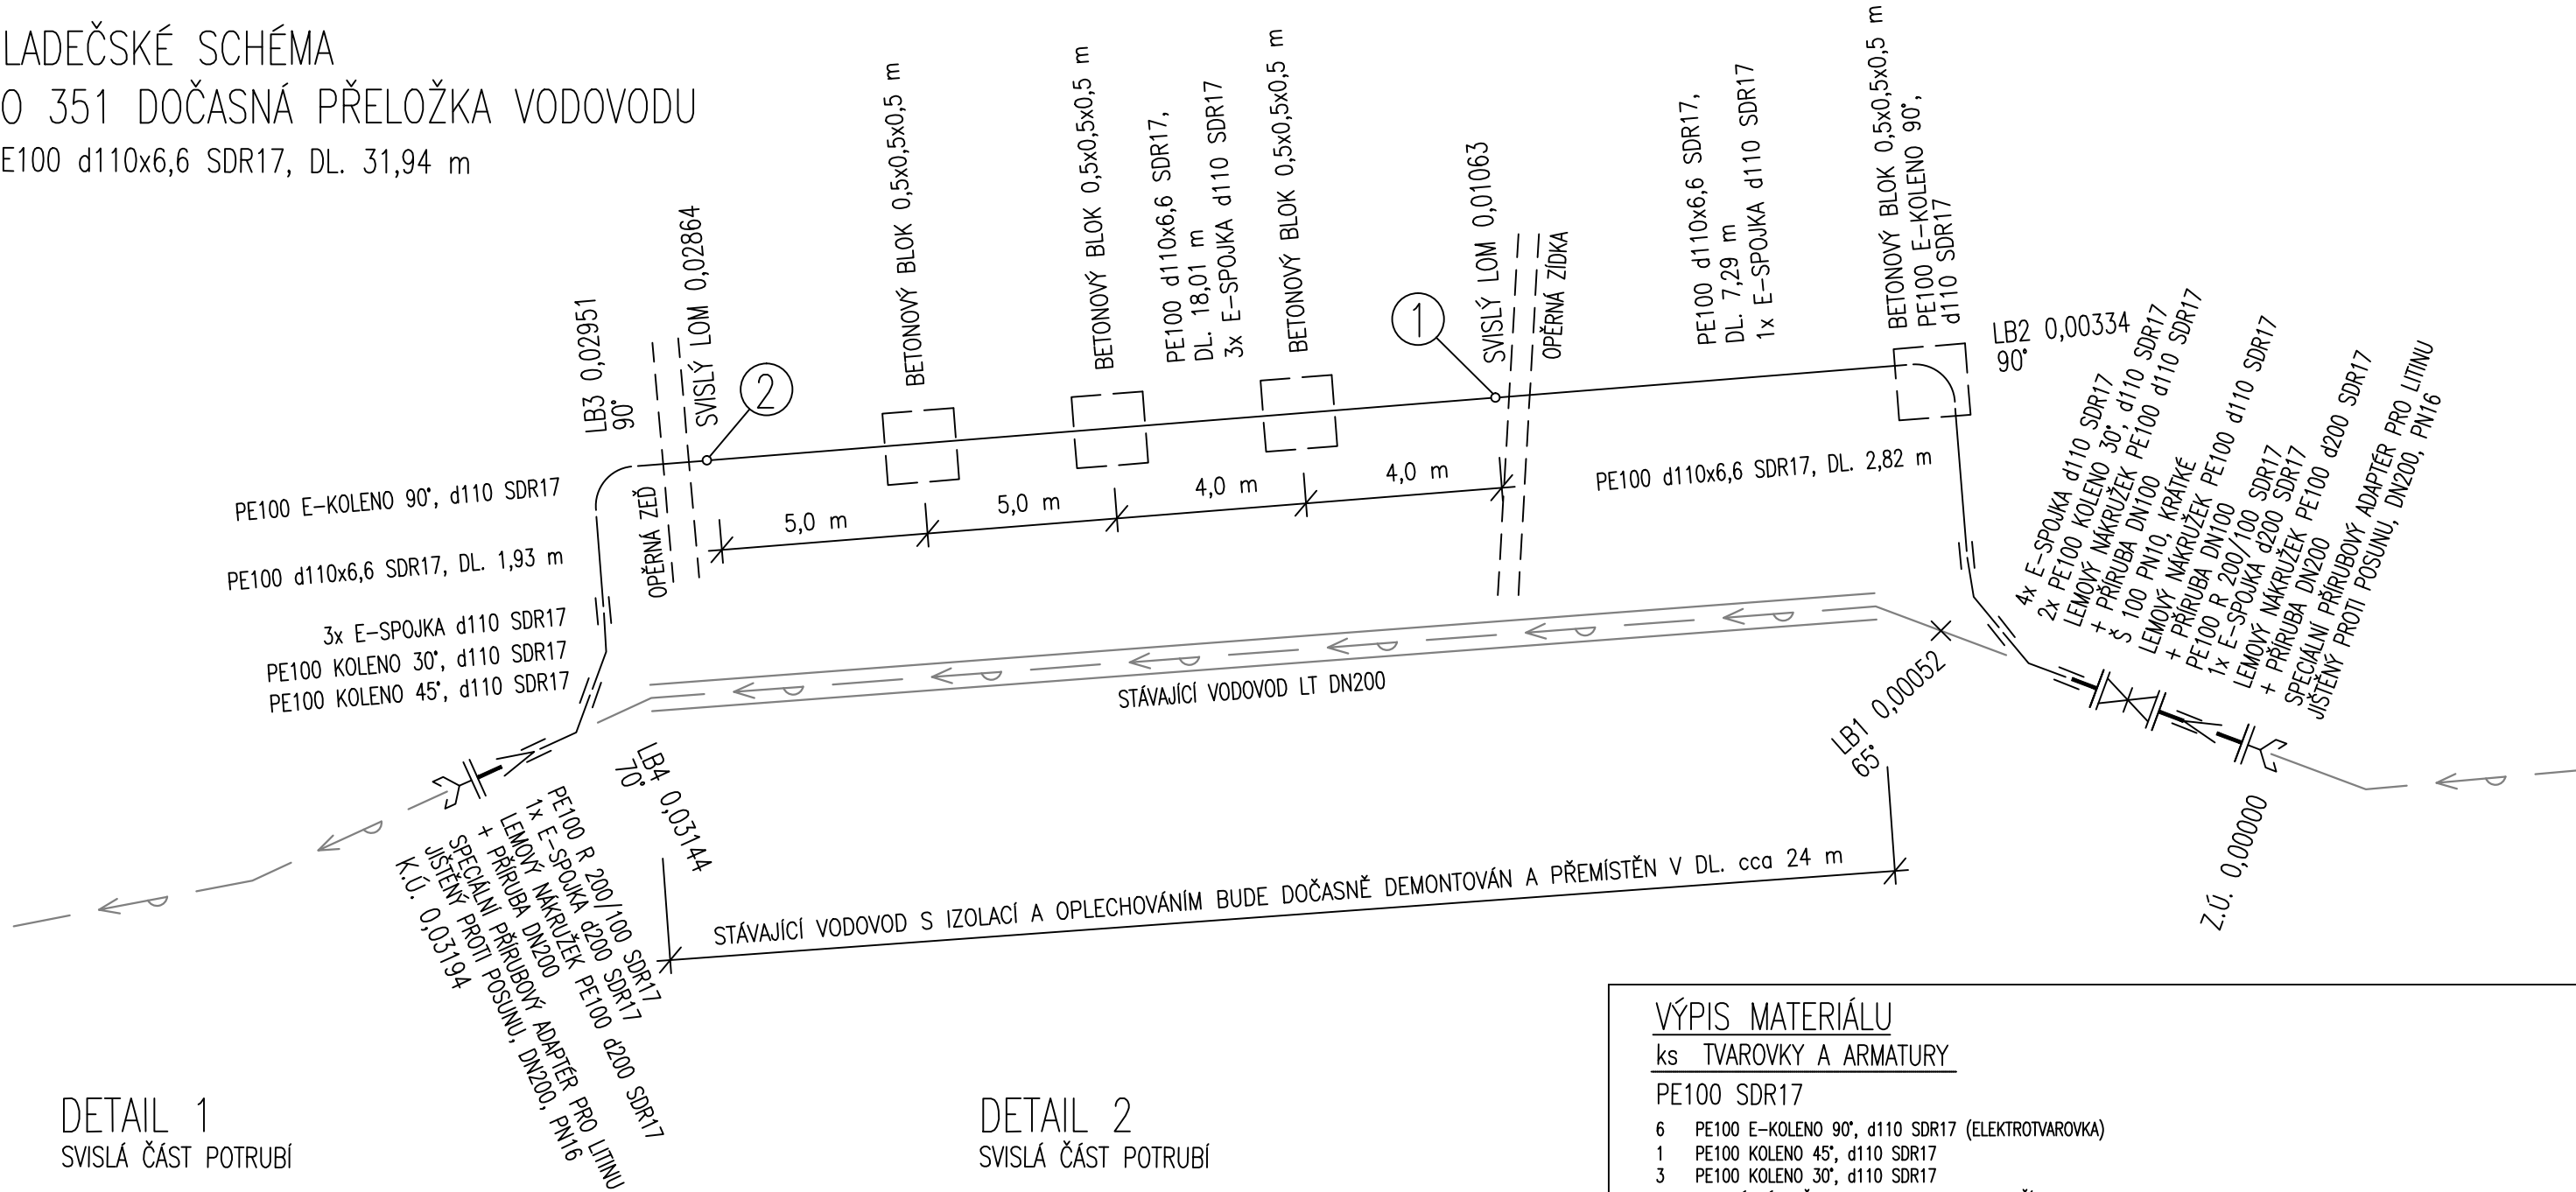 LADEČSKÉ SCHÉMA
O 351 DOČASNÁ PŘELOŽKA VODOVODU
E100 d110x6,6 SDR17, DL. 31,94 m
LB3 0,02951
90°
SVISLÝ LOM 0,02864
2
BETONOVÝ BLOK 0,5x0,5x0,5 m
BETONOVÝ BLOK 0,5x0,5x0,5 m
PE100 d110x6,6 SDR17,
DL. 18,01 m
3x E-SPOJKA d110 SDR17
BETONOVÝ BLOK 0,5x0,5x0,5 m
1
SVISLÝ LOM 0,01063
OPĚRNÁ ZÍDKA
PE100 d110x6,6 SDR17,
DL. 7,29 m
1x E-SPOJKA d110 SDR17
BETONOVÝ BLOK 0,5x0,5x0,5 m
PE100 E-KOLENO 90°,
d110 SDR17
LB2 0,00334
90°
PE100 E-KOLENO 90°, d110 SDR17
OPĚRNÁ ZEĎ
PE100 d110x6,6 SDR17, DL. 1,93 m
3x E-SPOJKA d110 SDR17
PE100 KOLENO 30°, d110 SDR17
PE100 KOLENO 45°, d110 SDR17
5,0 m
5,0 m
4,0 m
4,0 m
PE100 d110x6,6 SDR17, DL. 2,82 m
4x E-SPOJKA d110 SDR17
2x PE100 KOLENO 30°, d110 SDR17
LEMOVÝ NÁKRUŽEK PE100 d110 SDR17
+ PŘÍRUBA DN100
Š 100 PN10, KRÁTKÉ
LEMOVÝ NÁKRUŽEK PE100 d110 SDR17
+ PŘÍRUBA DN100
PE100 R 200/100 SDR17
1x E-SPOJKA d200 SDR17
LEMOVÝ NÁKRUŽEK PE100 d200 SDR17
+ PŘÍRUBA DN200
SPECIÁLNÍ PŘÍRUBOVÝ ADAPTÉR PRO LITINU
JIŠTĚNÝ PROTI POSUNU, DN200, PN16
STÁVAJÍCÍ VODOVOD LT DN200
LB1 0,00052
65°
LB4 0,03144
70°
PE100 R 200/100 SDR17
1x E-SPOJKA d200 SDR17
LEMOVÝ NÁKRUŽEK PE100 d200 SDR17
+ PŘÍRUBA DN200
SPECIÁLNÍ PŘÍRUBOVÝ ADAPTÉR PRO LITINU
JIŠTĚNÝ PROTI POSUNU, DN200, PN16
K.Ú. 0,03194
Z.Ú. 0,00000
STÁVAJÍCÍ VODOVOD S IZOLACÍ A OPLECHOVÁNÍM BUDE DOČASNĚ DEMONTOVÁN A PŘEMÍSTĚN V DL. cca 24 m
DETAIL 1
SVISLÁ ČÁST POTRUBÍ
DETAIL 2
SVISLÁ ČÁST POTRUBÍ
VÝPIS MATERIÁLU
ks TVAROVKY A ARMATURY
PE100 SDR17
6 PE100 E-KOLENO 90°, d110 SDR17 (ELEKTROTVAROVKA)
1 PE100 KOLENO 45°, d110 SDR17
3 PE100 KOLENO 30°, d110 SDR17